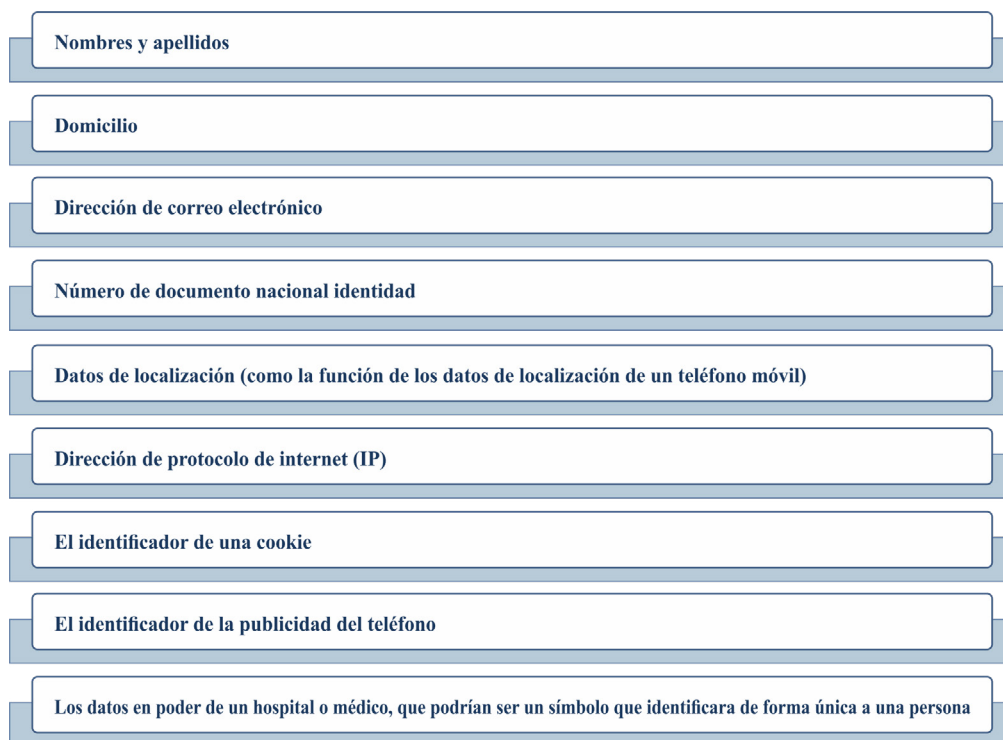 Nombres y apellidos
Domicilio
Dirección de correo electrónico
Número de documento nacional identidad
Datos de localización (como la función de los datos de localización de un teléfono móvil)
Dirección de protocolo de internet (IP)
El identificador de una cookie
El identificador de la publicidad del teléfono
Los datos en poder de un hospital o médico, que podrían ser un símbolo que identificara de forma única a una persona